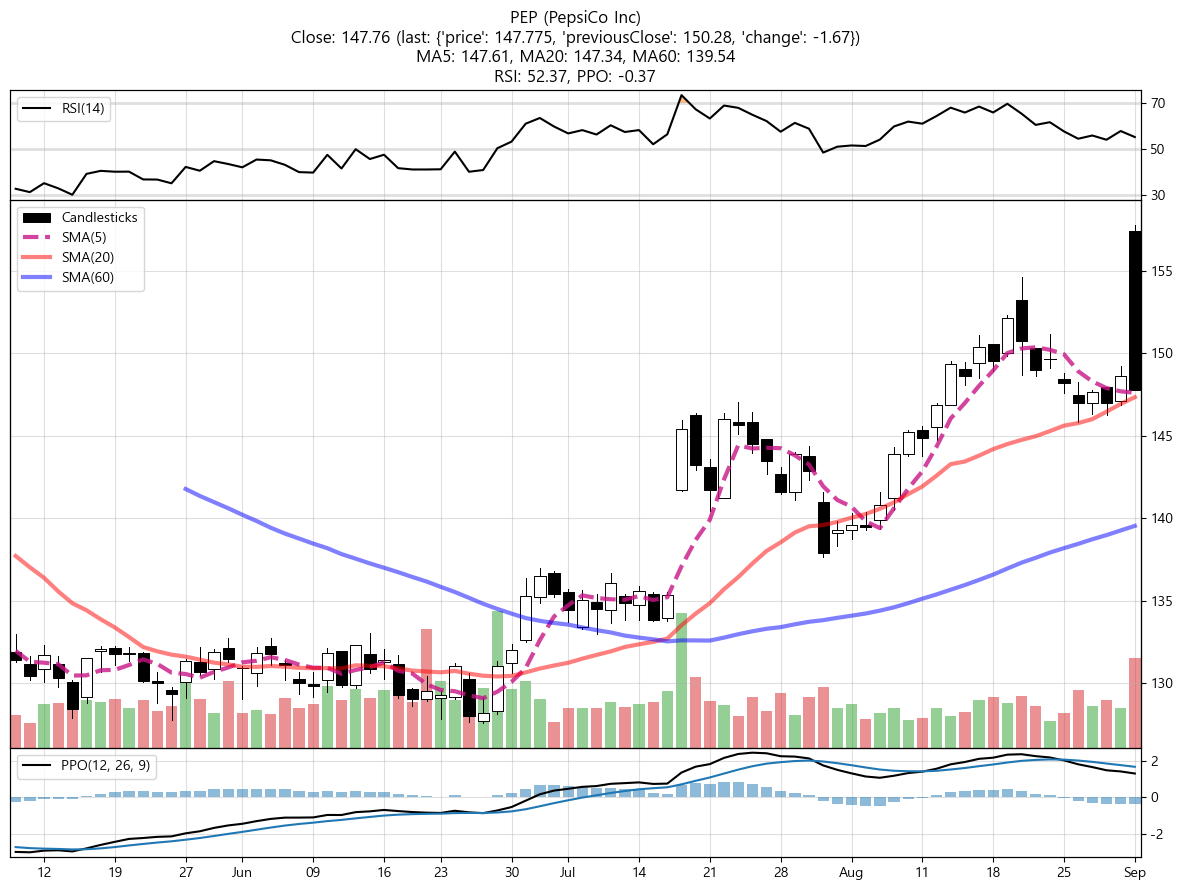 PEP (PepsiCo Inc)
Close: 147.76 (last: {'price': 147.775, 'previousClose': 150.28, 'change': -1.67})
MA5: 147.61, MA20: 147.34, MA60: 139.54
RSI: 52.37, PPO: -0.37
RSI(14)
70
50
30
Candlesticks
SMA(5)
SMA(20)
SMA(60)
155
150
145
140
135
130
PPO(12, 26, 9)
2
0
-2
12 19 27 Jun 09 16 23 30 Jul 14 21 28 Aug 11 18 25 Sep